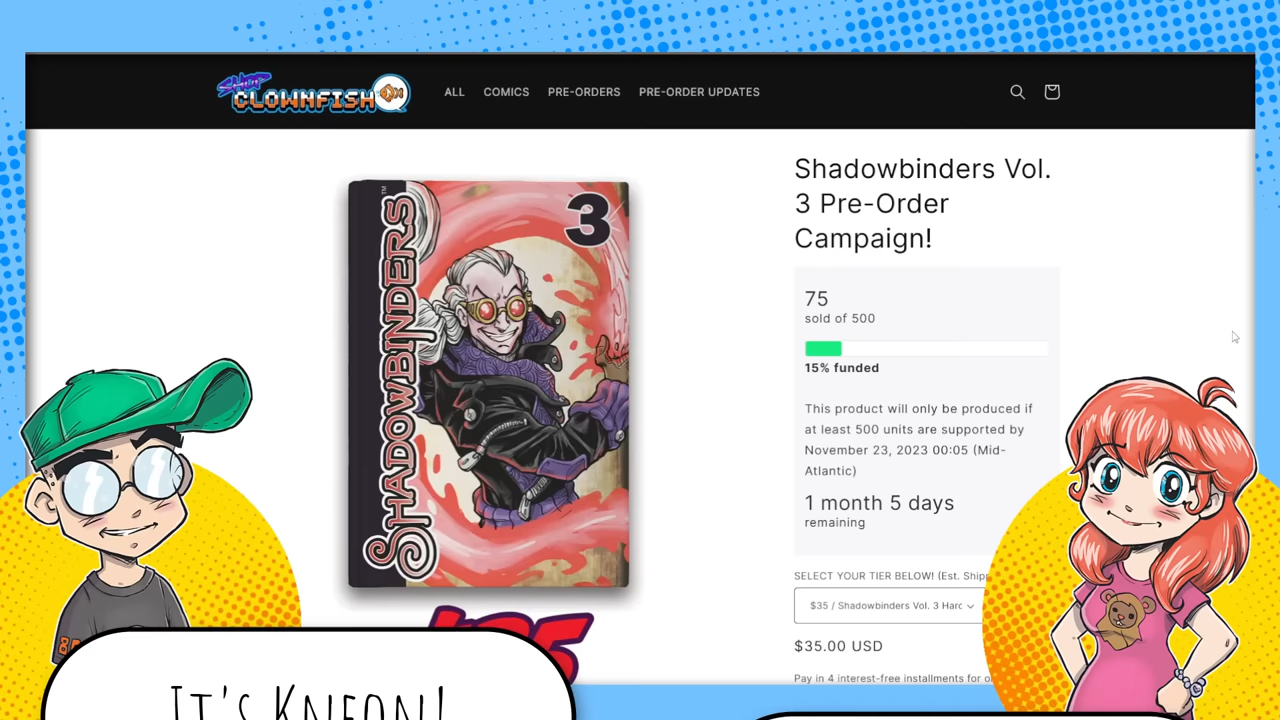 SHOP
CLOWNFISH
ALL
COMICS
PRE-ORDERS
PRE-ORDER UPDATES
SHADOWBINDERS
TM
3
Shadowbinders Vol.
3 Pre-Order
Campaign!
75
sold of 500
15% funded
This product will only be produced if
at least 500 units are supported by
November 23, 2023 00:05 (Mid-
Atlantic)
1 month 5 days
remaining
SELECT YOUR TIER BELOW! (Est. Shipp
$35 / Shadowbinders Vol. 3 Harc
$35.00 USD
Pay in 4 interest-free installments for o
It's Kneon!